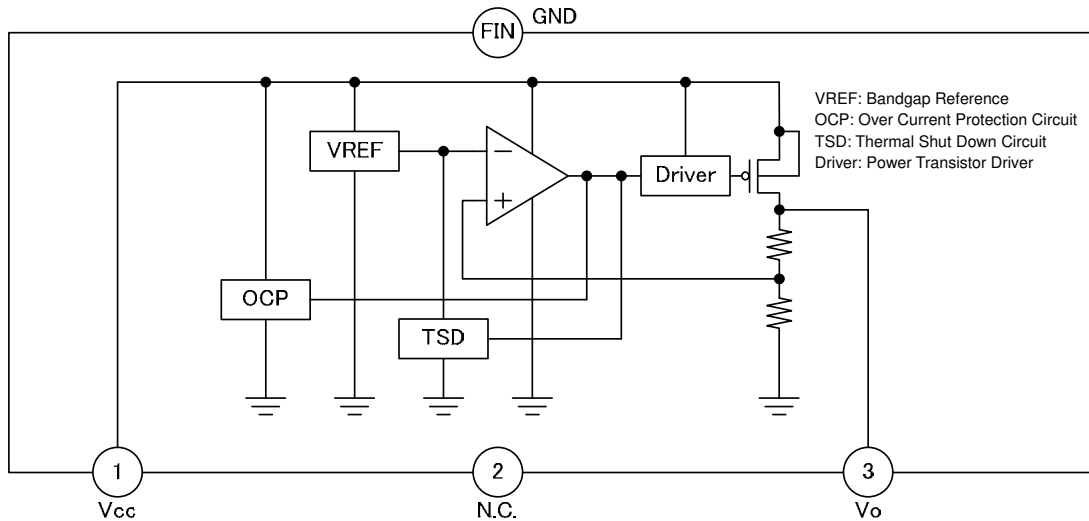 FIN GND
VREF: Bandgap Reference
OCP: Over Current Protection Circuit
TSD: Thermal Shut Down Circuit
Driver: Power Transistor Driver
VREF
−
+
Driver
OCP
TSD
1
2
3
Vcc
N.C.
Vo